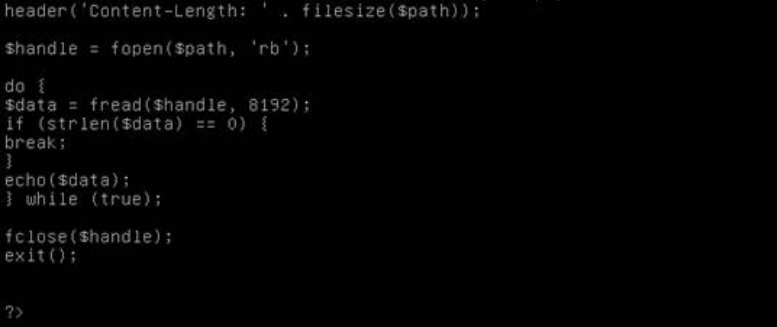 header('Content-Length: ' . filesize($path));
$handle = fopen($path, 'rb');
do {
$data = fread($handle, 8192);
if (strlen($data) == 0) {
break;
}
echo($data);
} while (true);
fclose($handle);
exit();
?>